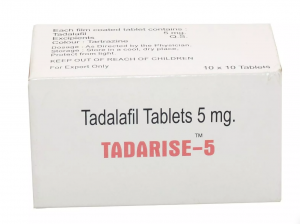 Each film coated tablet contains
Tadalafil 5 mg.
Excipients Q.S
Colour - Tartrazine
Dosage - As Directed by the Physician.
Storage - Store in a cool, dry place.
Protect from light
KEEP OUT OF REACH OF CHILDREN
For Export Only 10 x 10 Tablets
Tadalafil Tablets 5 mg.
TADARISE-5™